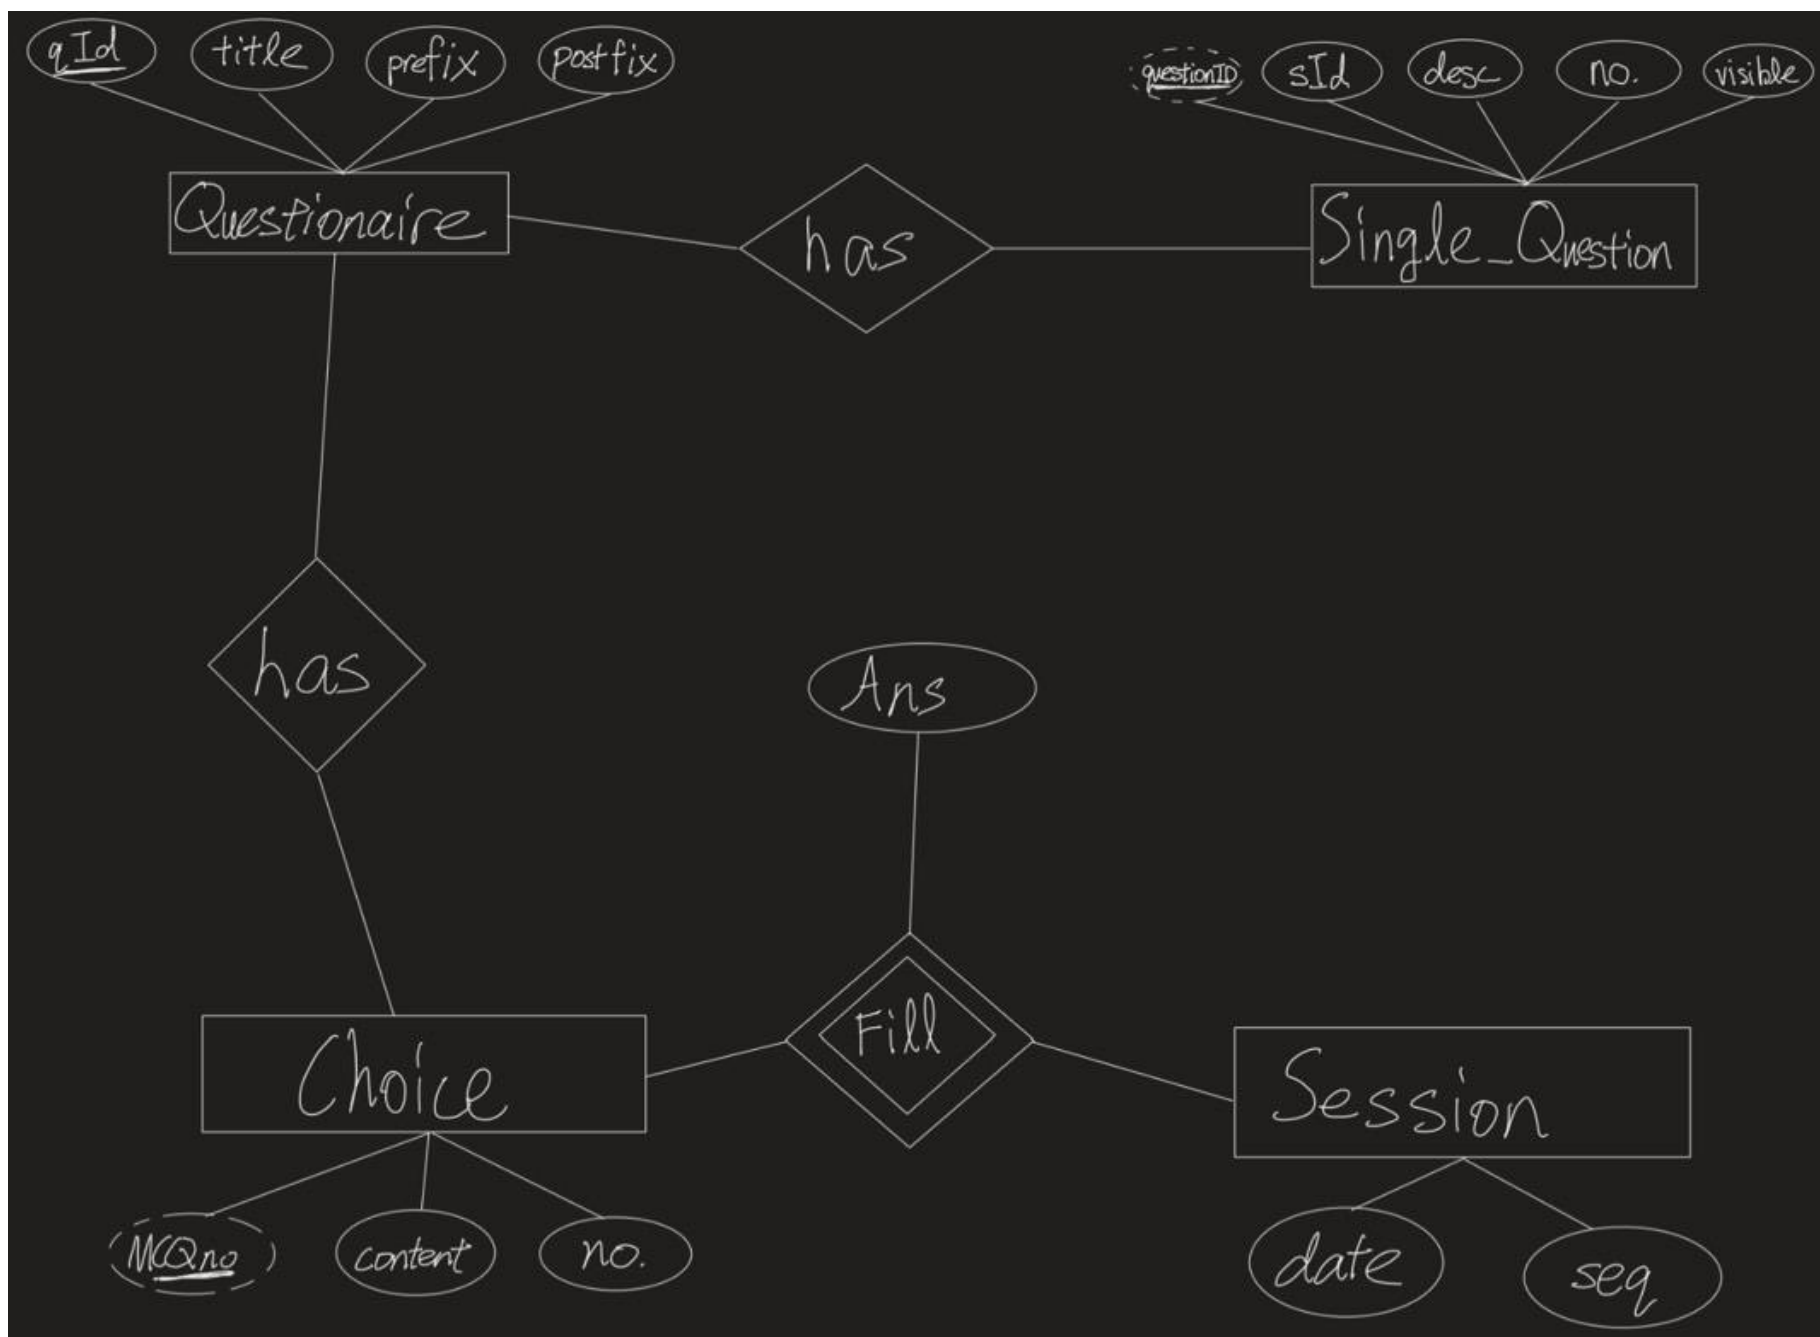 qId
title
prefix
postfix
questionID
sId
desc
no.
visible
Questionaire
has
Single_Question
has
Ans
Fill
Choice
Session
MCQno
content
no.
date
seq